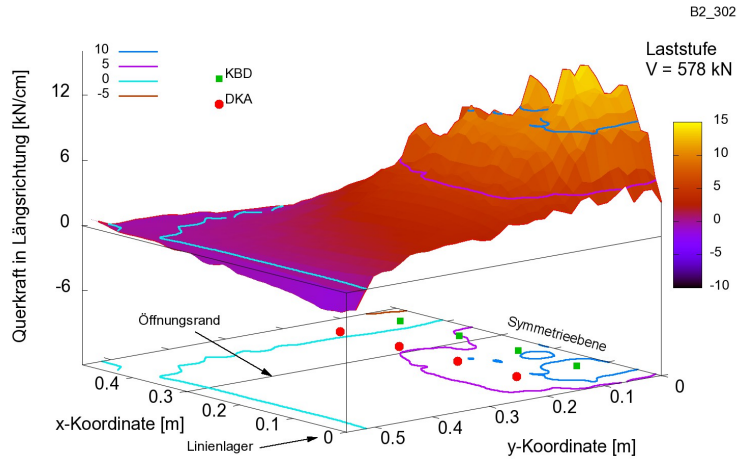 B2_302
10
5
0
-5
KBD
DKA
Laststufe
V = 578 kN
Querkraft in Längsrichtung [kN/cm]
12
6
0
-6
15
10
5
0
-5
-10
Öffnungsrand
Symmetrieebene
0.4
0.3
0.2
0.1
0
x-Koordinate [m]
Linienlager
0.5
0.4
0.3
0.2
0.1
0
y-Koordinate [m]